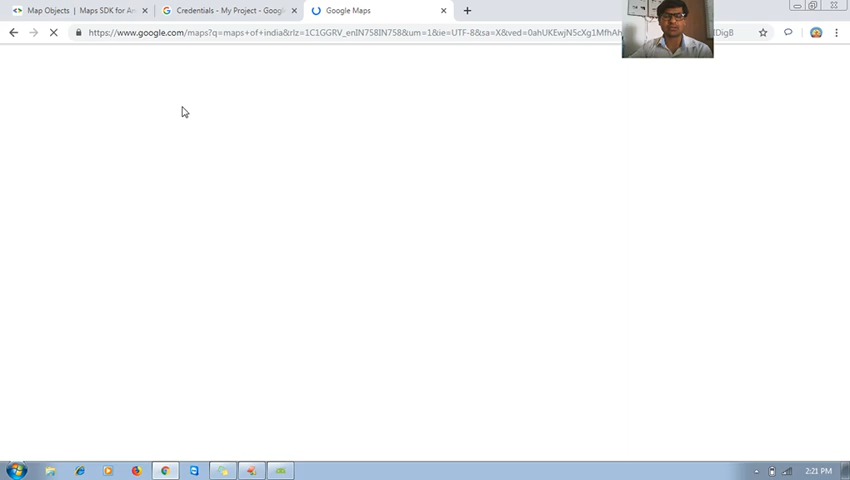 Map Objects | Maps SDK for An
Credentials - My Project - Google
Google Maps
https://www.google.com/maps?q=maps+of+india&rlz=1C1GGRV_enIN758IN758&um=1&ie=UTF-8&sa=X&ved=0ahUKEwjN5cXg1MfhAh
Dig8
2:21 PM